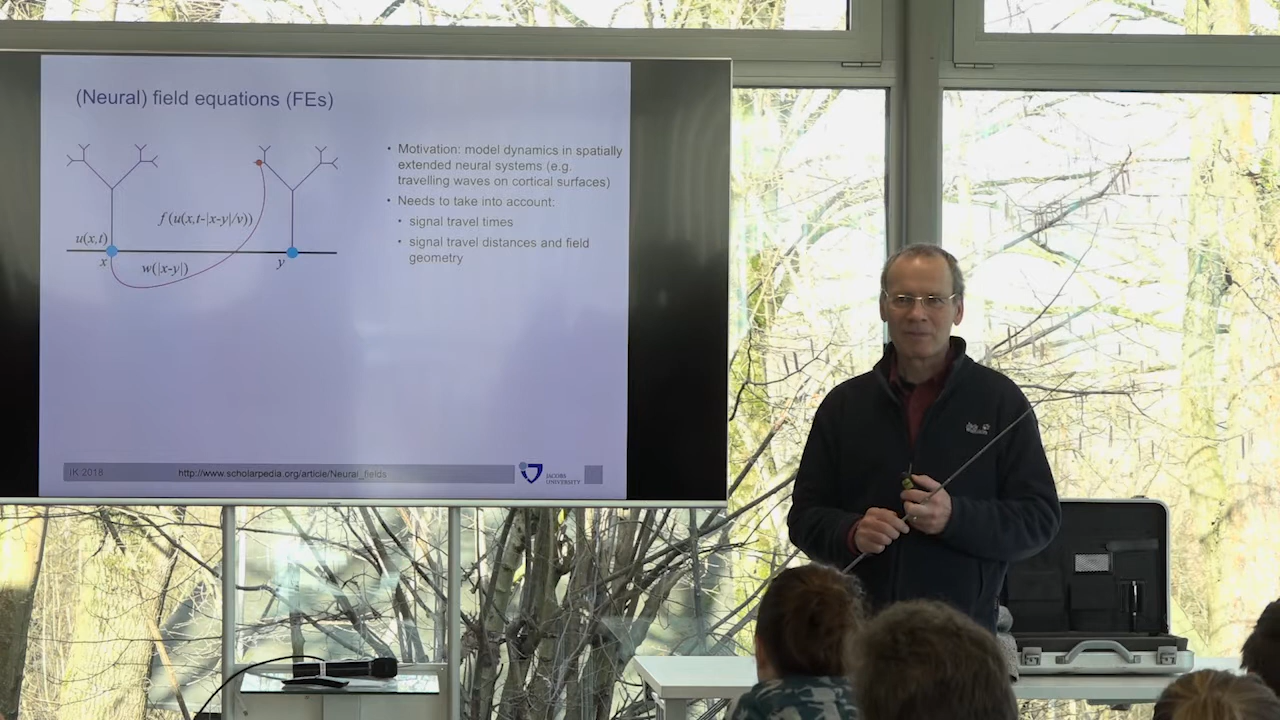 (Neural) field equations (FEs)
• Motivation: model dynamics in spatially
extended neural systems (e.g.
travelling waves on cortical surfaces)
• Needs to take into account:
• signal travel times
• signal travel distances and field
geometry
f(u(x,t-|x-y|/v))
u(x,t)
x
w(|x-y|)
y
IIK 2018
http://www.scholarpedia.org/article/Neural_fields
JACOBS
UNIVERSITY